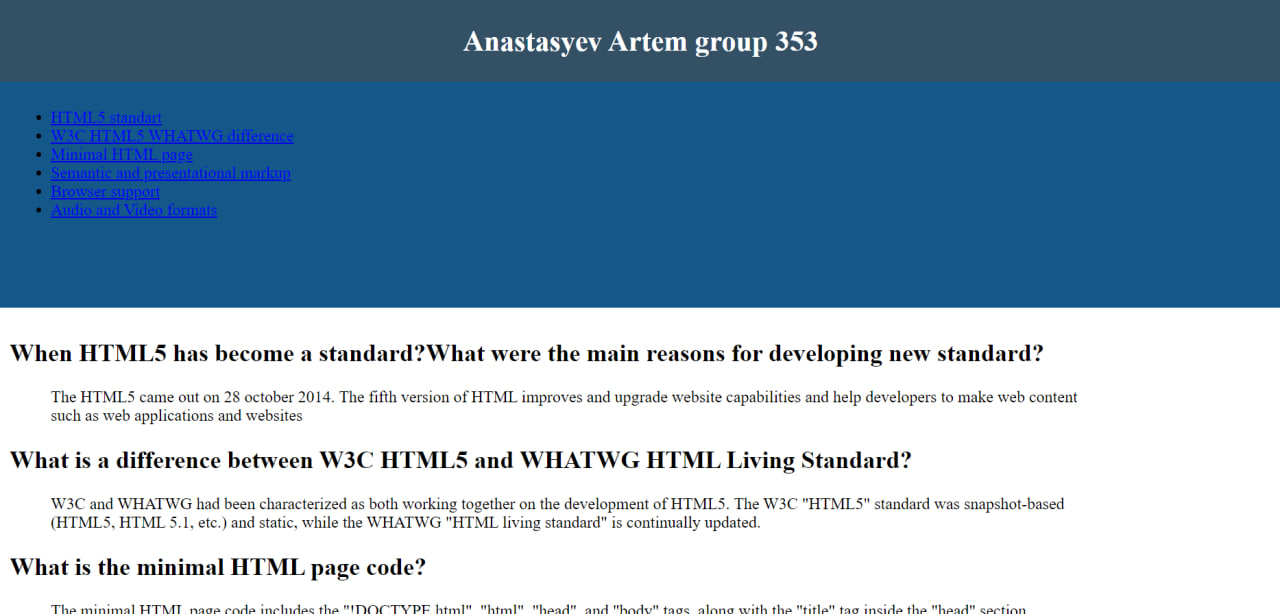 Anastasyev Artem group 353
HTML5 standart
W3C HTML5 WHATWG difference
Minimal HTML page
Semantic and presentational markup
Browser support
Audio and Video formats
When HTML5 has become a standard?What were the main reasons for developing new standard?
The HTML5 came out on 28 october 2014. The fifth version of HTML improves and upgrade website capabilities and help developers to make web content
such as web applications and websites
What is a difference between W3C HTML5 and WHATWG HTML Living Standard?
W3C and WHATWG had been characterized as both working together on the development of HTML5. The W3C "HTML5" standard was snapshot-based
(HTML5, HTML 5.1, etc.) and static, while the WHATWG "HTML living standard" is continually updated.
What is the minimal HTML page code?
The minimal HTML page code includes the "!DOCTYPE html", "html", "head", and "body" tags, along with the "title" tag inside the "head" section.